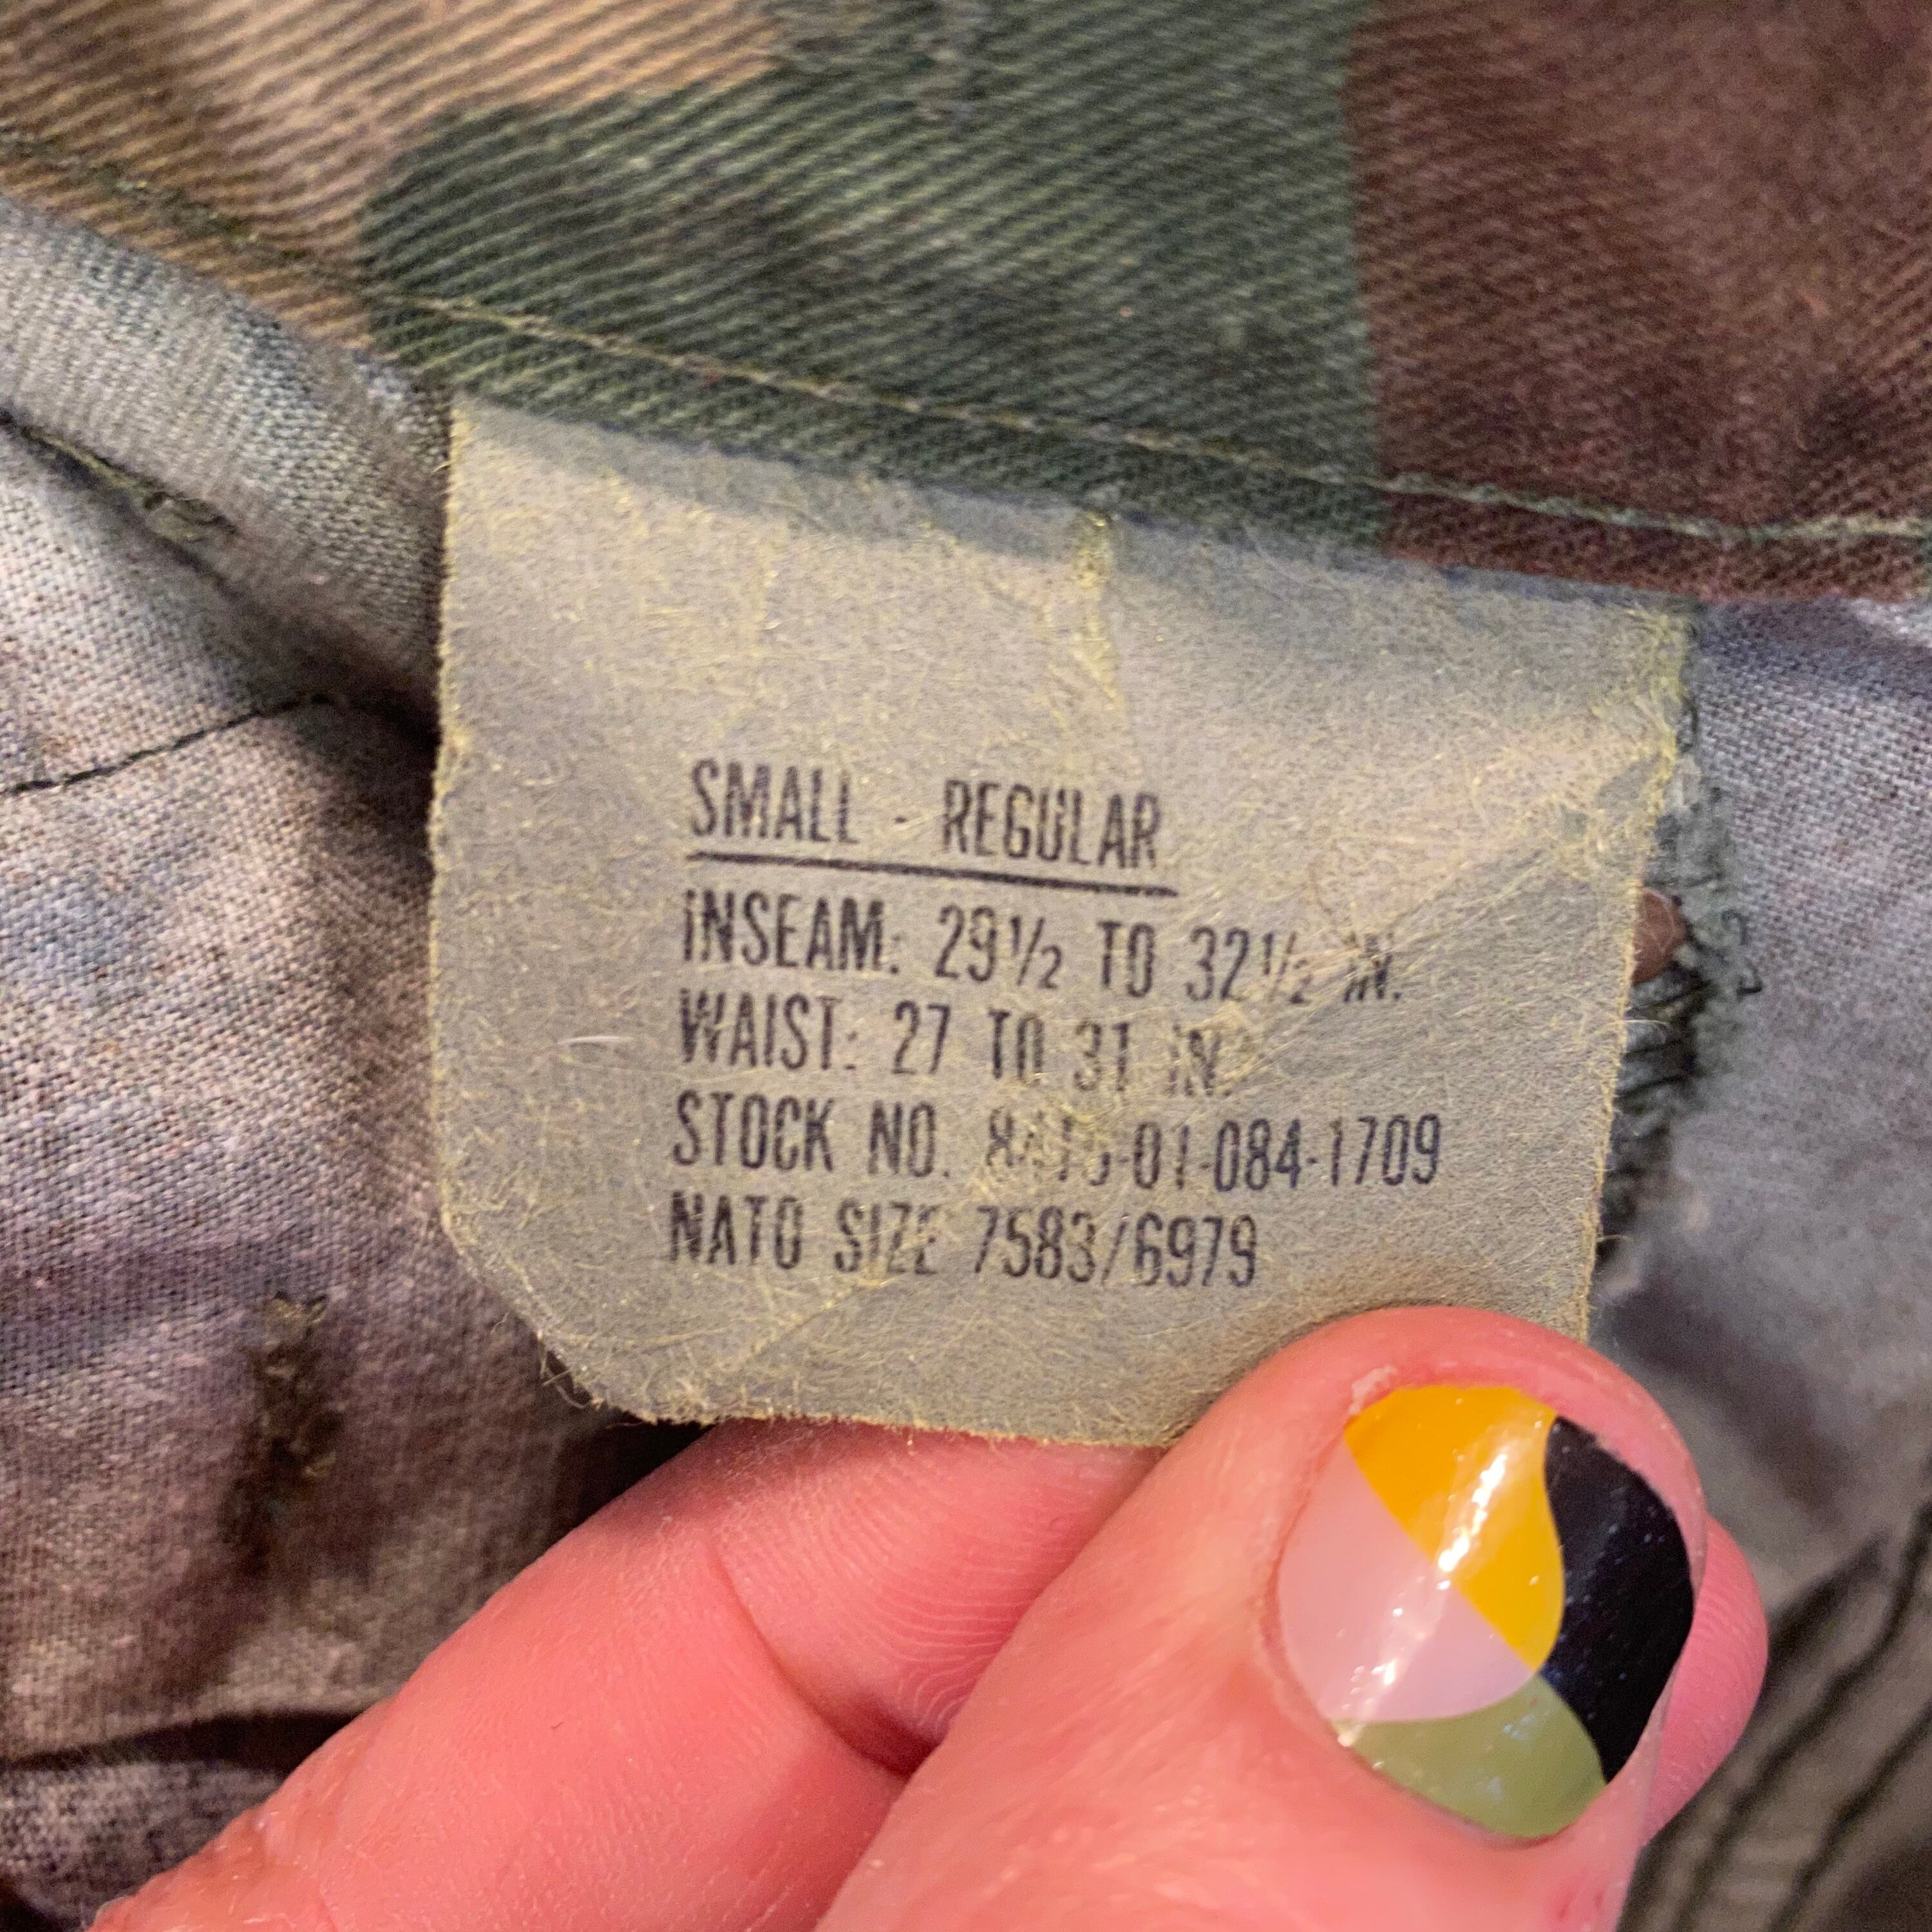 SMALL - REGULAR
INSEAM: 29½ TO 32½ IN.
WAIST: 27 TO 31 IN.
STOCK NO. 8415-01-084-1709
NATO SIZE 7583/6979